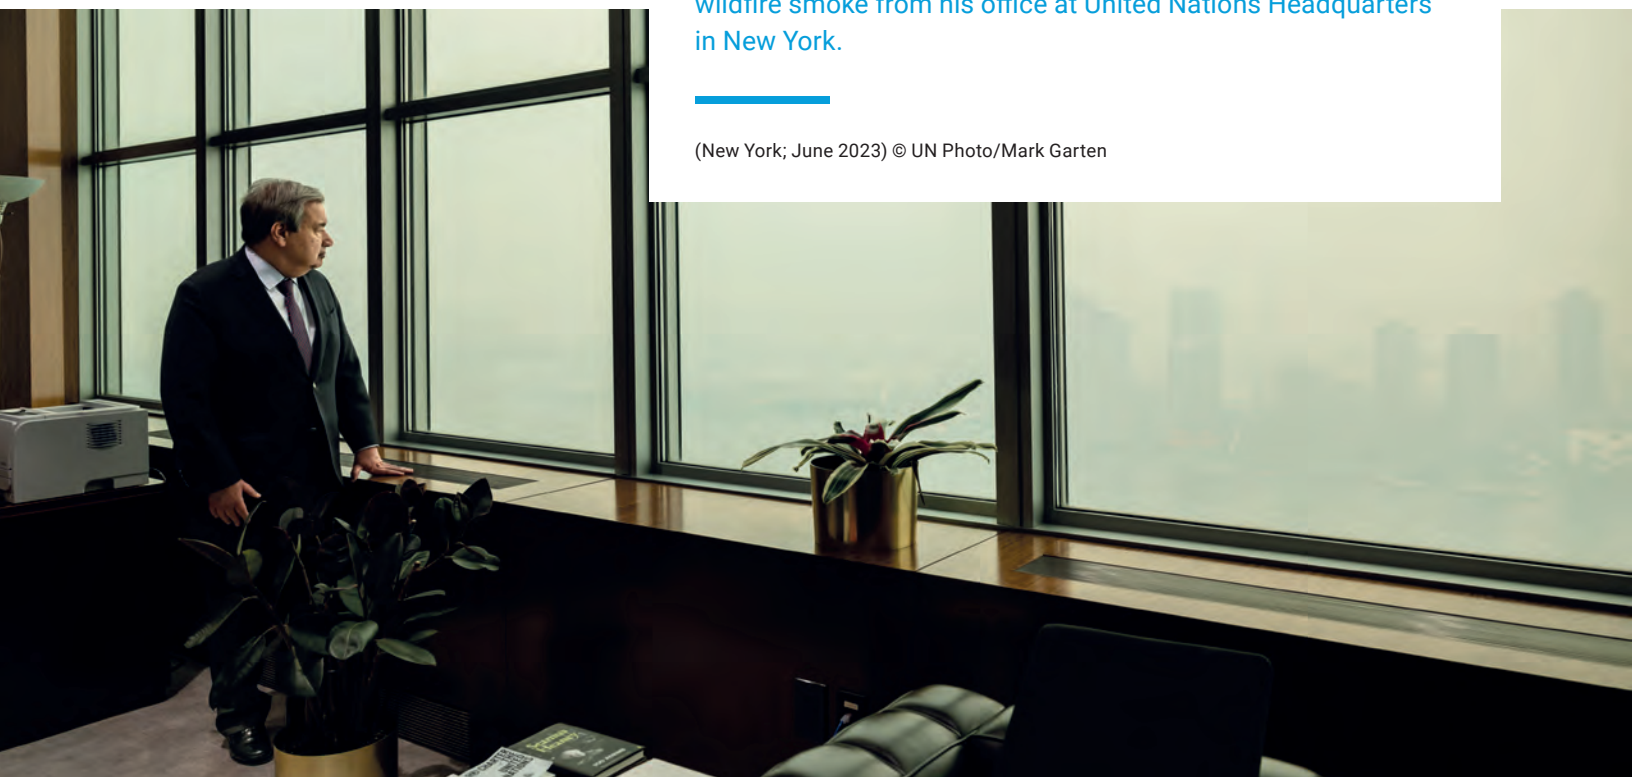 wildfire smoke from his office at United Nations Headquarters
in New York.
(New York; June 2023) © UN Photo/Mark Garten